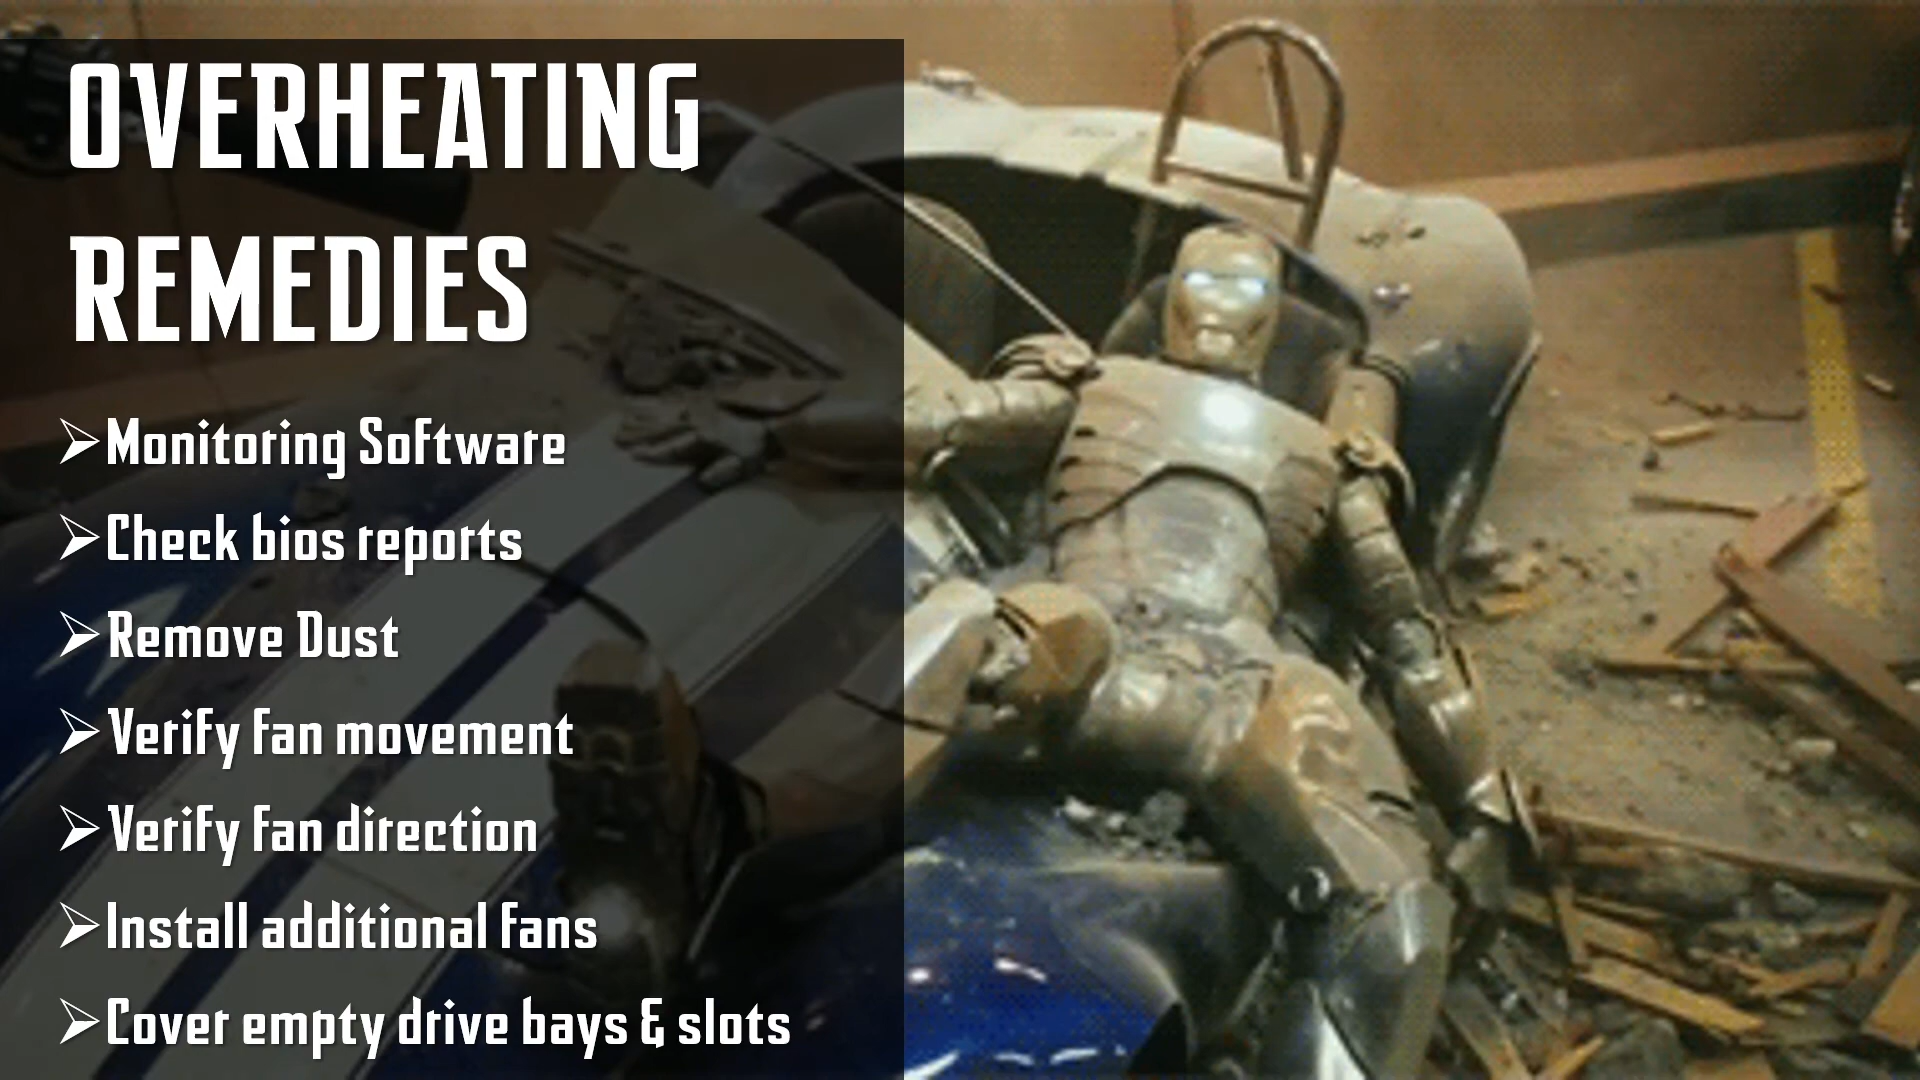 OVERHEATING
REMEDIES
➢Monitoring Software
➢Check bios reports
➢Remove Dust
➢Verify fan movement
➢Verify fan direction
➢Install additional fans
➢Cover empty drive bays & slots